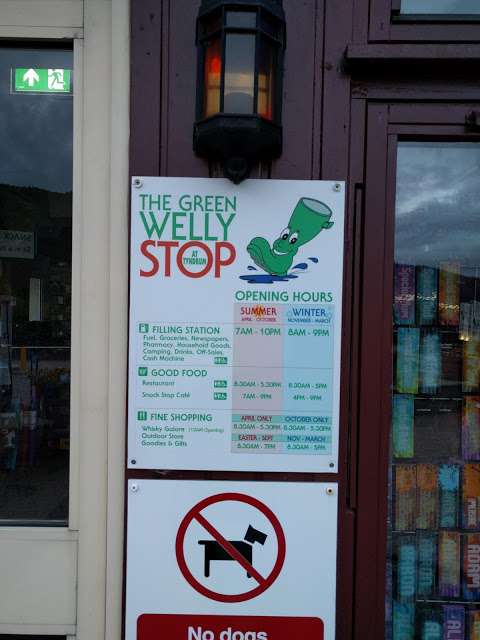 THE GREEN
WELLY
STOP
AT
TYNDRUM
OPENING HOURS
SUMMER WINTER
APRIL - OCTOBER NOVEMBER - MARCH
FILLING STATION 7AM - 10PM 8AM - 9PM
Fuel, Groceries, Newspapers,
Pharmacy, Household Goods,
Camping, Drinks, Off-Sales,
Cash Machine
GOOD FOOD
Restaurant 8.30AM - 5.30PM 8.30AM - 5PM
Snack Stop Café 7AM - 9PM 6PM - 9PM
FINE SHOPPING APRIL ONLY OCTOBER ONLY
Whisky Galore (10AM Opening) 8.30AM - 5.30PM 8.30AM - 5.30PM
Outdoor Store EASTER - SEPT NOV - MARCH
Goodies & Gifts 8.30AM - 7PM 8.30AM - 5PM
No dogs